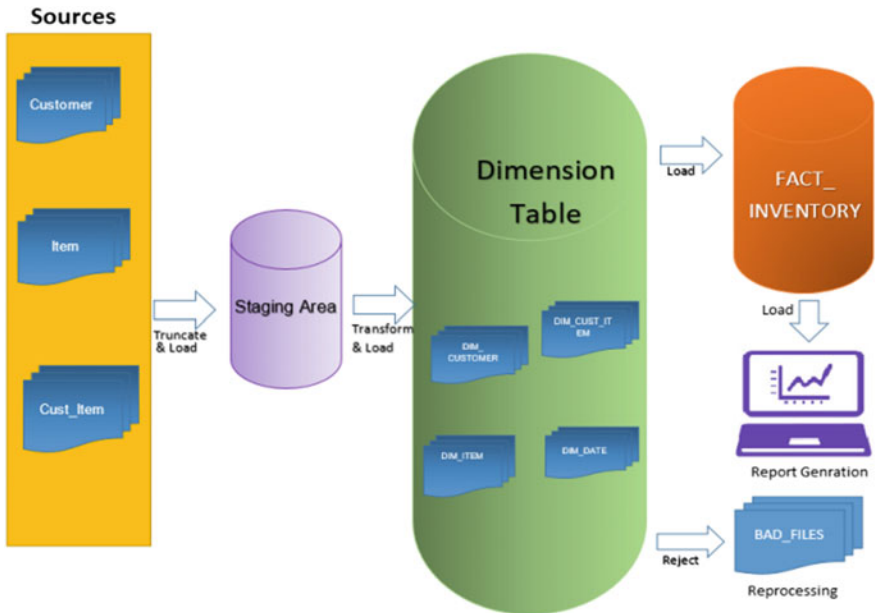 Sources
Customer
Item
Cust_Item
Truncate
& Load
Staging Area
Transform
& Load
Dimension
Table
DIM_
CUSTOMER
DIM_CUST_IT
EM
DIM_ITEM
DIM_DATE
Load
FACT_
INVENTORY
Load
Report Genration
Reject
BAD_FILES
Reprocessing